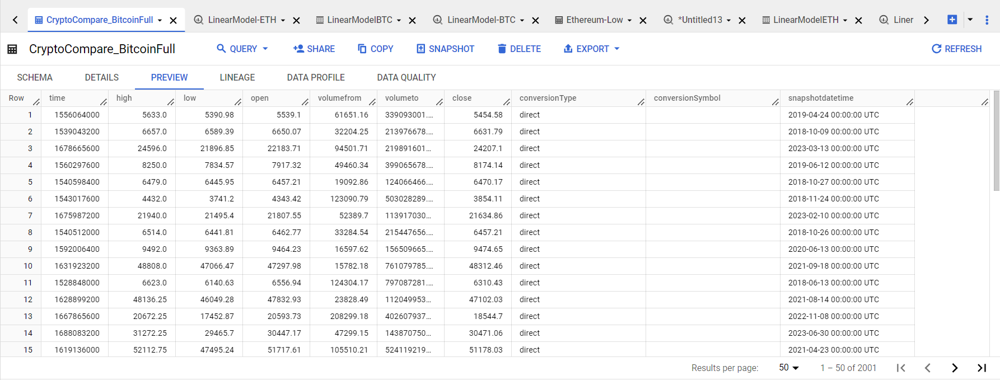 CryptoCompare_BitcoinFull LinearModel-ETH LinearModelBTC LinearModel-BTC Ethereum-Low *Untitled13 LinearModelETH Liner
CryptoCompare_BitcoinFull QUERY SHARE COPY SNAPSHOT DELETE EXPORT REFRESH
SCHEMA DETAILS PREVIEW LINEAGE DATA PROFILE DATA QUALITY
Row time high low open volumefrom volumeto close conversionType conversionSymbol snapshotdatetime
1 1556064000 5633.0 5390.98 5539.1 61651.16 339093001.... 5454.58 direct 2019-04-24 00:00:00 UTC
2 1539043200 6657.0 6589.39 6650.07 32204.25 213976678.... 6631.79 direct 2018-10-09 00:00:00 UTC
3 1678665600 24596.0 21896.85 22183.71 94501.71 219891601... 24207.1 direct 2023-03-13 00:00:00 UTC
4 1560297600 8250.0 7834.57 7917.32 49460.34 399065678.... 8174.14 direct 2019-06-12 00:00:00 UTC
5 1540598400 6479.0 6445.95 6457.21 19092.86 124066466.... 6470.17 direct 2018-10-27 00:00:00 UTC
6 1543017600 4432.0 3741.2 4343.42 123090.79 503028289.... 3854.11 direct 2018-11-24 00:00:00 UTC
7 1675987200 21940.0 21495.4 21807.55 52389.7 113917030... 21634.86 direct 2023-02-10 00:00:00 UTC
8 1540512000 6514.0 6441.81 6462.77 33284.54 215447656.... 6457.21 direct 2018-10-26 00:00:00 UTC
9 1592006400 9492.0 9363.89 9464.23 16597.62 156509665.... 9474.65 direct 2020-06-13 00:00:00 UTC
10 1631923200 48808.0 47066.47 47297.98 15782.18 761079785.... 48312.46 direct 2021-09-18 00:00:00 UTC
11 1528848000 6623.0 6140.63 6556.94 124304.17 797087281.... 6310.43 direct 2018-06-13 00:00:00 UTC
12 1628899200 48136.25 46049.28 47832.93 23828.49 112049953... 47102.03 direct 2021-08-14 00:00:00 UTC
13 1667865600 20672.25 17452.87 20593.73 208299.18 402607937... 18544.7 direct 2022-11-08 00:00:00 UTC
14 1688083200 31272.25 29465.7 30447.17 47299.15 143870750... 30471.06 direct 2023-06-30 00:00:00 UTC
15 1619136000 52112.75 47495.24 51717.61 105510.21 524119219... 51178.03 direct 2021-04-23 00:00:00 UTC
Results per page: 50 1 – 50 of 2001